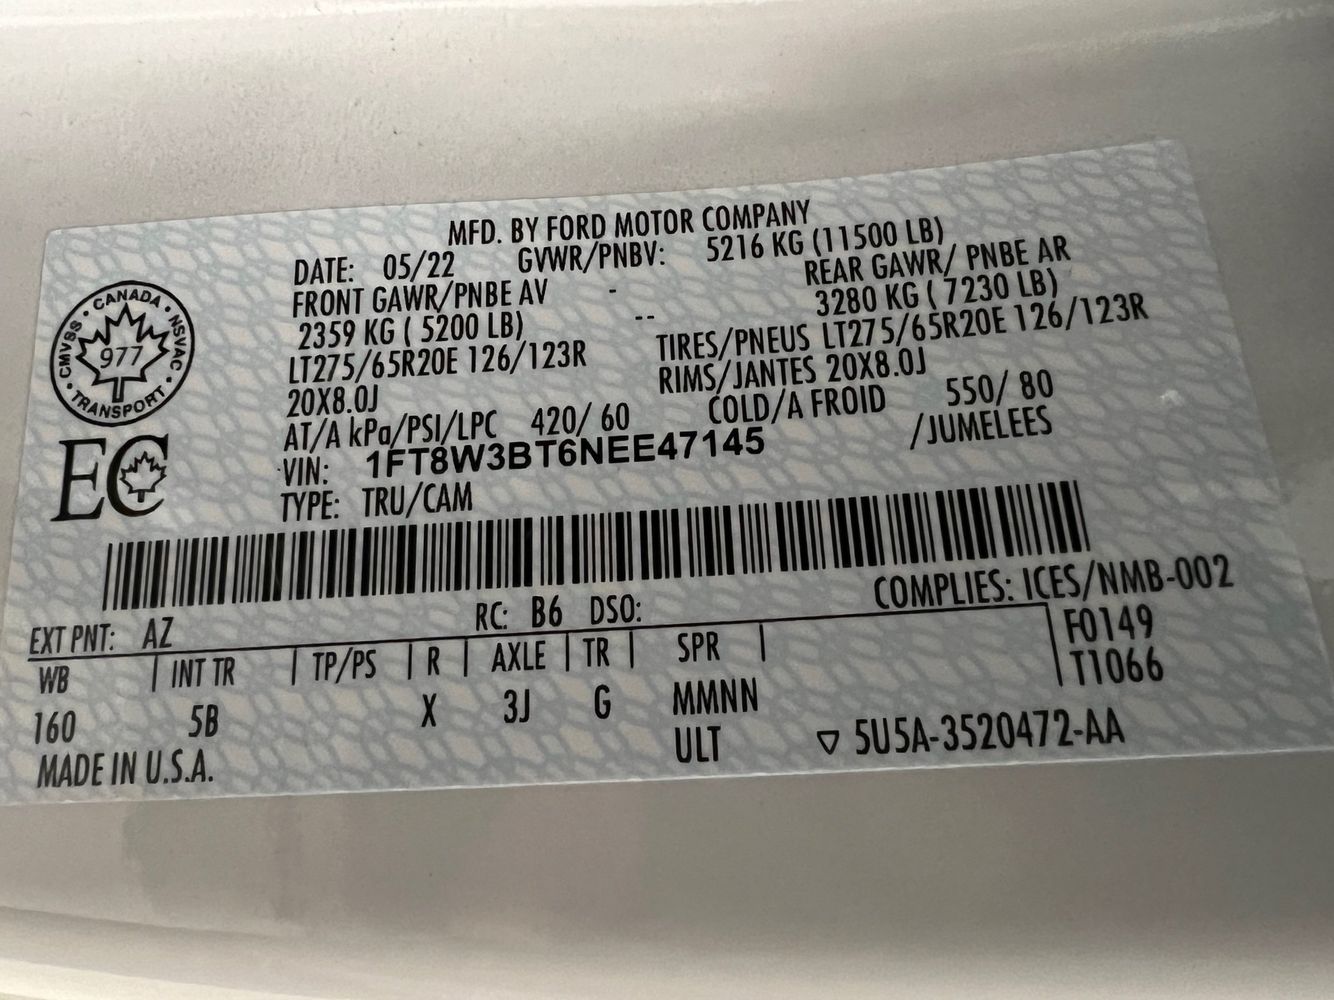 MFD. BY FORD MOTOR COMPANY
DATE: 05/22 GVWR/PNBV: 5216 KG (11500 LB)
FRONT GAWR/PNBE AV - REAR GAWR/ PNBE AR
2359 KG ( 5200 LB) -- 3280 KG ( 7230 LB)
LT275/65R20E 126/123R TIRES/PNEUS LT275/65R20E 126/123R
20X8.0J RIMS/JANTES 20X8.0J
AT/A kPa/PSI/LPC 420/ 60 COLD/A FROID 550/ 80
VIN: 1FT8W3BT6NEE47145 /JUMELEES
TYPE: TRU/CAM
CANADA · NSVAC · TRANSPORT · CMVSS ·
977
EC
COMPLIES: ICES/NMB-002
EXT PNT: AZ RC: B6 DSO: F0149
WB | INT TR | TP/PS | R | AXLE | TR | SPR | T1066
160 5B X 3J G MMNN
MADE IN U.S.A. ULT ▽ 5U5A-3520472-AA